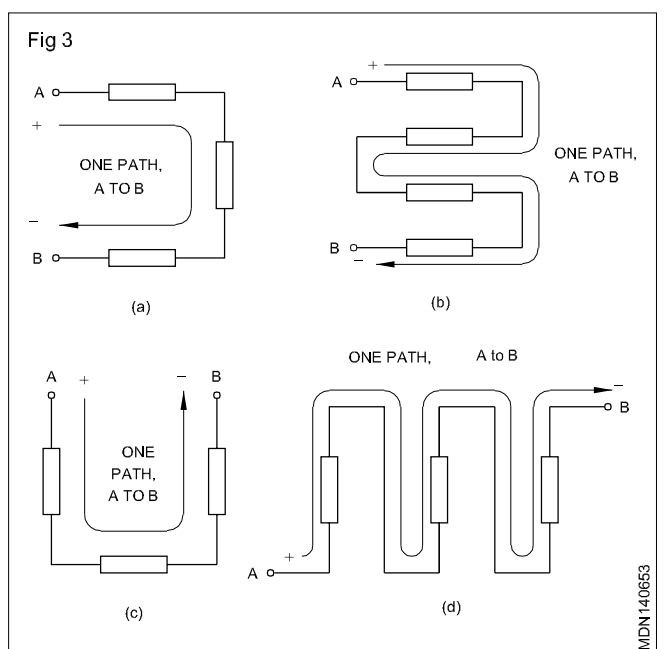 Fig 3
A
+
ONE PATH,
A TO B
–
B
(a)
+
A
ONE PATH,
A TO B
B
–
(b)
A
+
–
B
ONE
PATH,
A TO B
(c)
ONE PATH, A to B
–
B
+
A
(d)
MDN140653